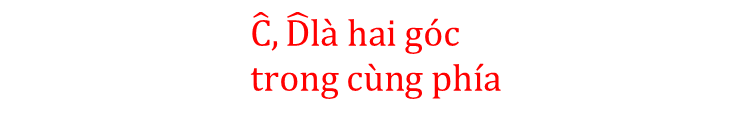 Ĉ, D̂là hai góc
trong cùng phía